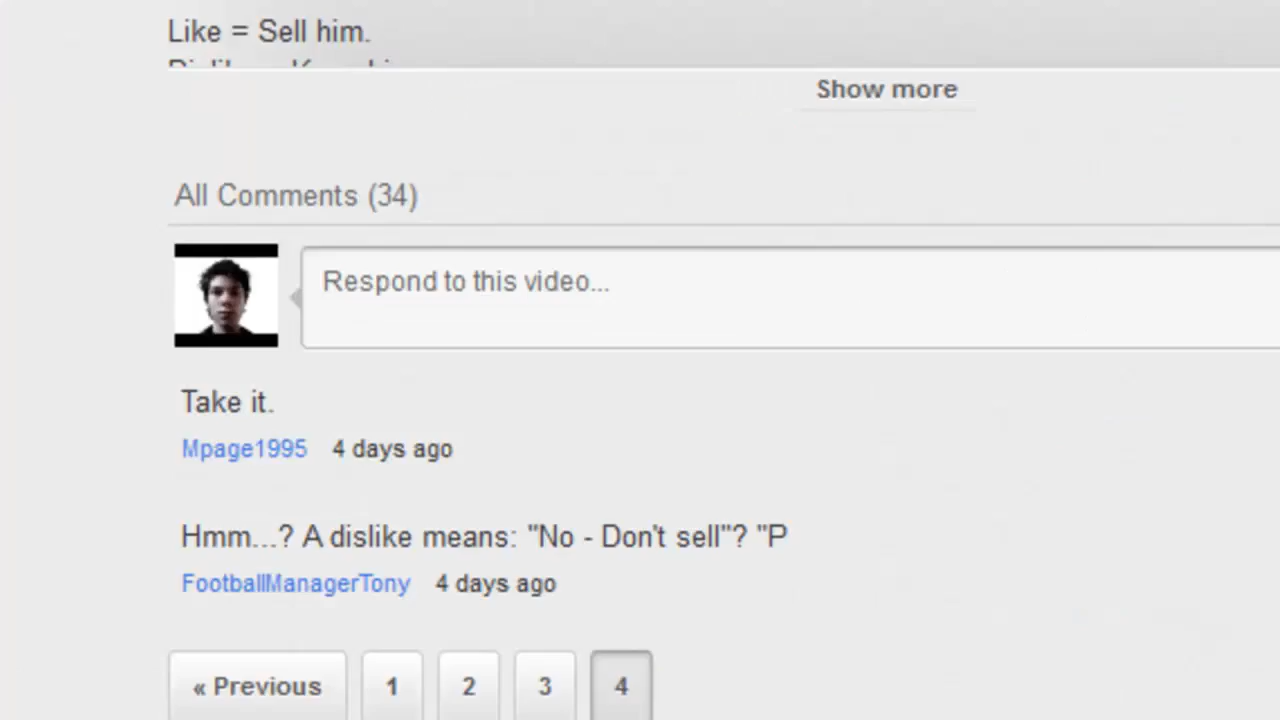 Like = Sell him.
Show more
All Comments (34)
Respond to this video...
Take it.
Mpage1995 4 days ago
Hmm...? A dislike means: "No - Don't sell"? "P
FootballManagerTony 4 days ago
« Previous 1 2 3 4